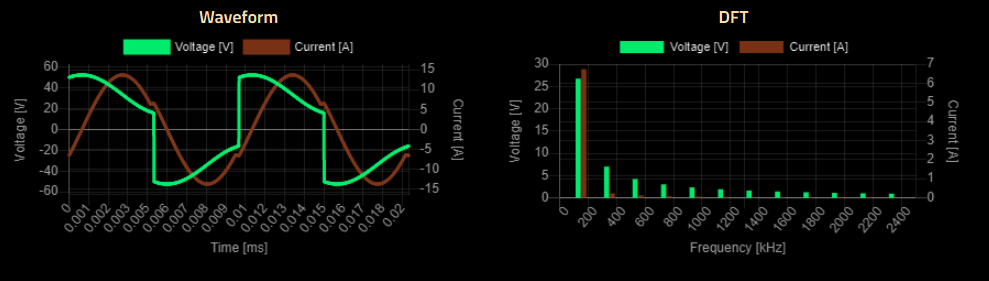 Waveform
Voltage [V] Current [A]
60
40
20
0
-20
-40
-60
Voltage [V]
15
10
5
0
-5
-10
-15
Current [A]
0 0.001 0.002 0.003 0.005 0.006 0.007 0.008 0.009 0.01 0.012 0.013 0.014 0.015 0.016 0.017 0.018 0.02 0.02
Time [ms]
DFT
Voltage [V] Current [A]
30
25
20
15
10
5
0
Voltage [V]
7
6
5
4
3
2
1
0
Current [A]
0 200 400 600 800 1000 1200 1400 1600 1800 2000 2200 2400
Frequency [kHz]